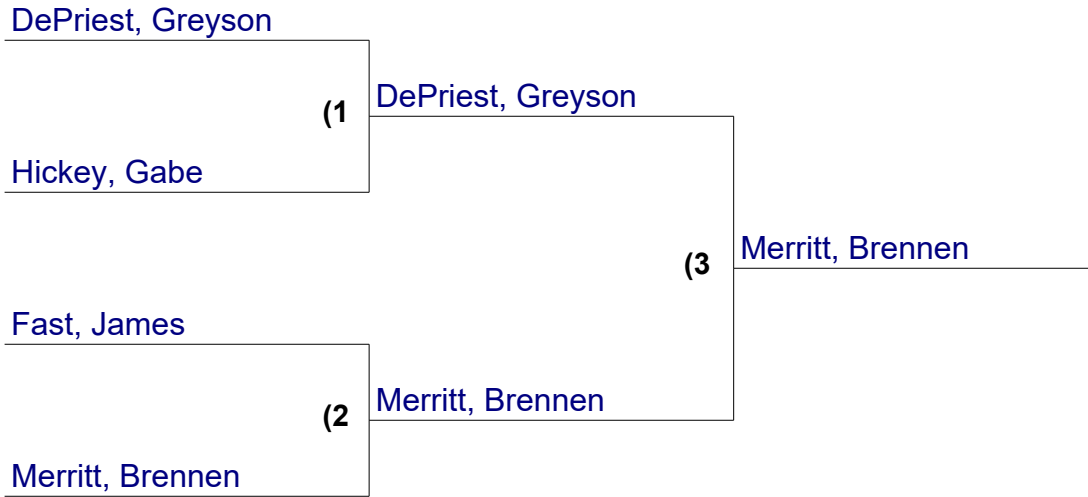 DePriest, Greyson
(1
DePriest, Greyson
Hickey, Gabe
(3
Merritt, Brennen
Fast, James
(2
Merritt, Brennen
Merritt, Brennen